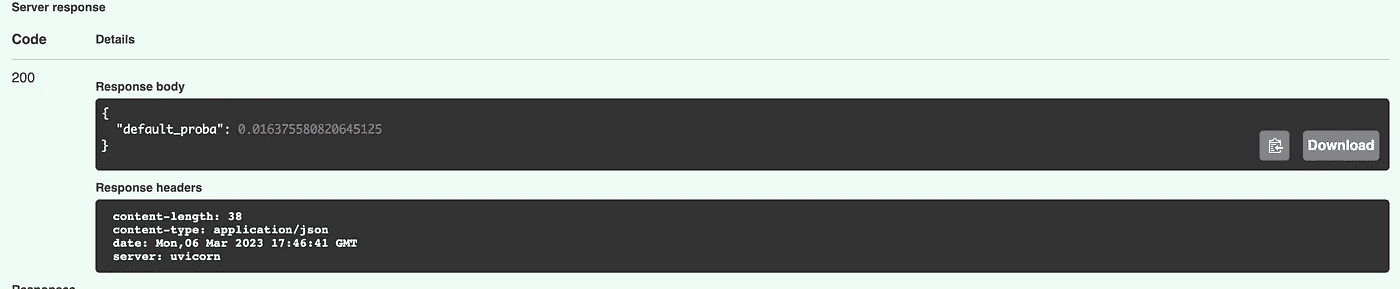 Server response
Code Details
200
Response body
{
"default_proba": 0.016375580820645125
}
Download
Response headers
content-length: 38
content-type: application/json
date: Mon,06 Mar 2023 17:46:41 GMT
server: uvicorn
Responses